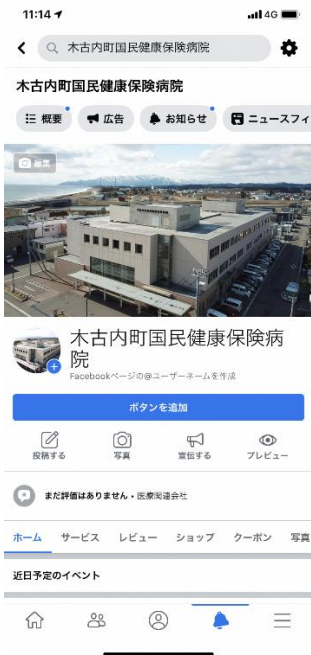 11:14
4G
木古内町国民健康保険病院
木古内町国民健康保険病院
概要
広告
お知らせ
ニュースフィ
編集
木古内町国民健康保険病
院
Facebookページの@ユーザーネームを作成
ボタンを追加
投稿する
写真
宣伝する
プレビュー
まだ評価はありません・医療関連会社
ホーム
サービス
レビュー
ショップ
クーポン
写真
近日予定のイベント